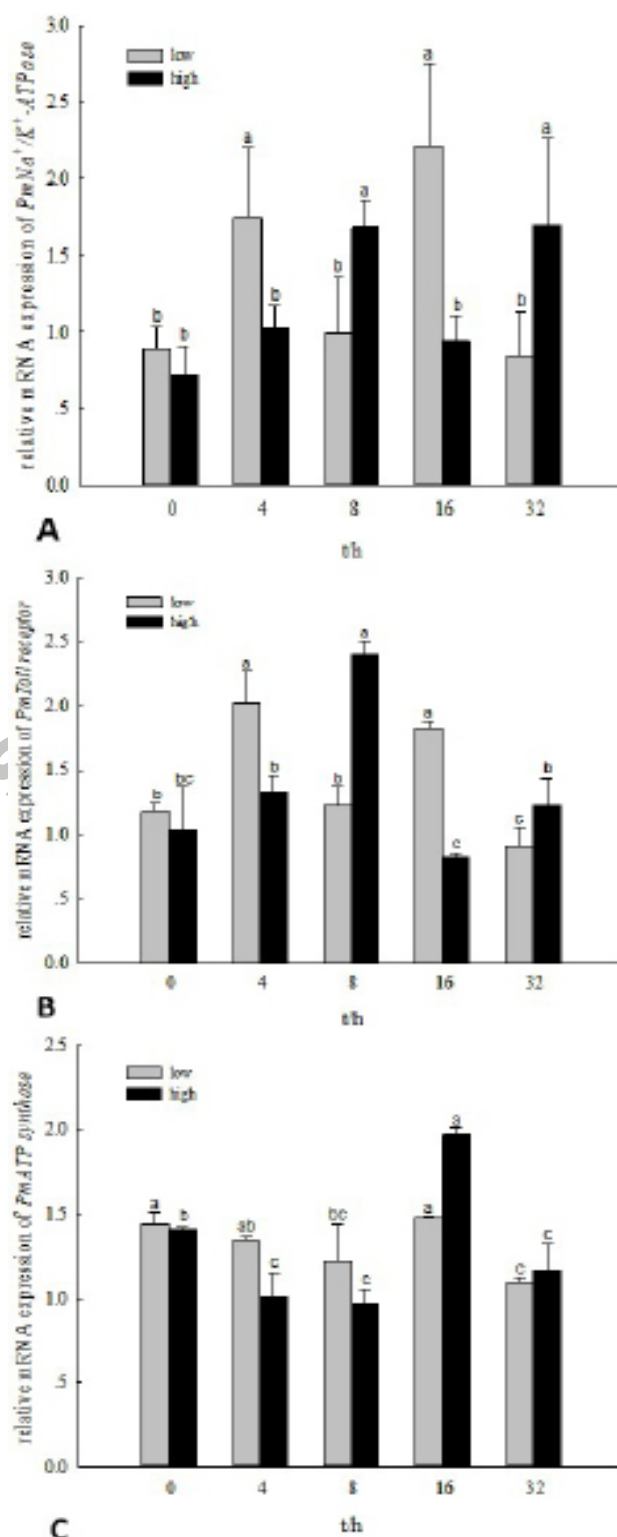 relative mRNA expression of PmNa⁺/K⁺-ATPase
3.0
2.5
2.0
1.5
1.0
.5
0.0
low
high
b
b
a
b
b
a
a
b
b
a
0
4
8
16
32
t/h
A
relative mRNA expression of PmToll receptor
3.0
2.5
2.0
1.5
1.0
.5
0.0
low
high
bc
a
b
b
a
a
c
c
b
0
4
8
16
32
t/h
B
relative mRNA expression of PmATP synthase
2.5
2.0
1.5
1.0
.5
0.0
low
high
a
b
ab
c
bc
c
a
a
c
c
0
4
8
16
32
t/h
C